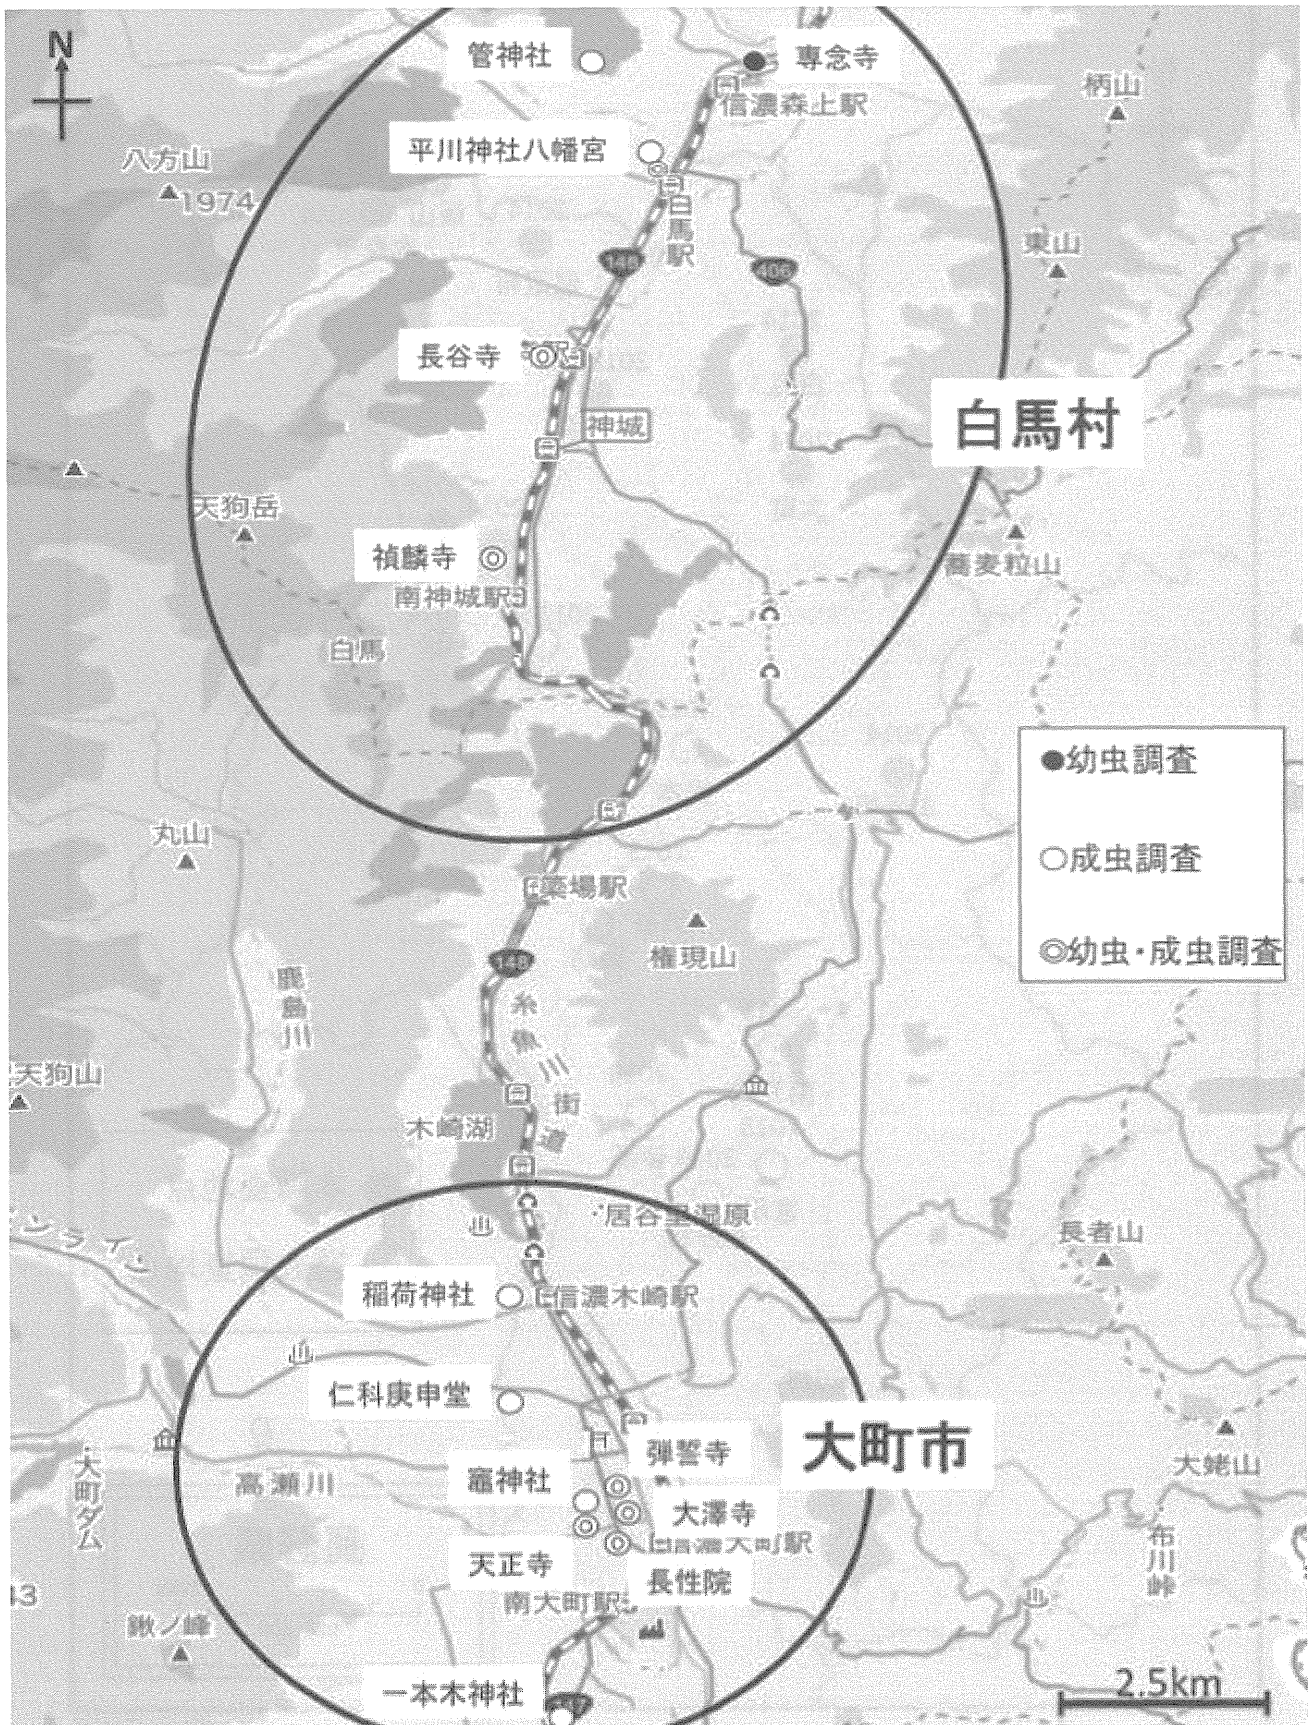 N
管神社
専念寺
信濃森上駅
柄山
平川神社八幡宮
八方山
1974
白馬駅
東山
148
406
長谷寺
白馬村
神城
天狗岳
禎麟寺
南神城駅
蕎麦粒山
白馬
●幼虫調査
○成虫調査
◎幼虫・成虫調査
丸山
簗場駅
権現山
148
鹿島川
糸魚川街道
天狗山
木崎湖
居谷里湿原
長者山
稲荷神社
信濃木崎駅
仁科庚申堂
大町市
弾誓寺
大姥山
竈神社
高瀬川
大町ダム
大澤寺
信濃大町駅
天正寺
長性院
布川峠
南大町駅
鍬ノ峰
一本木神社
2.5km